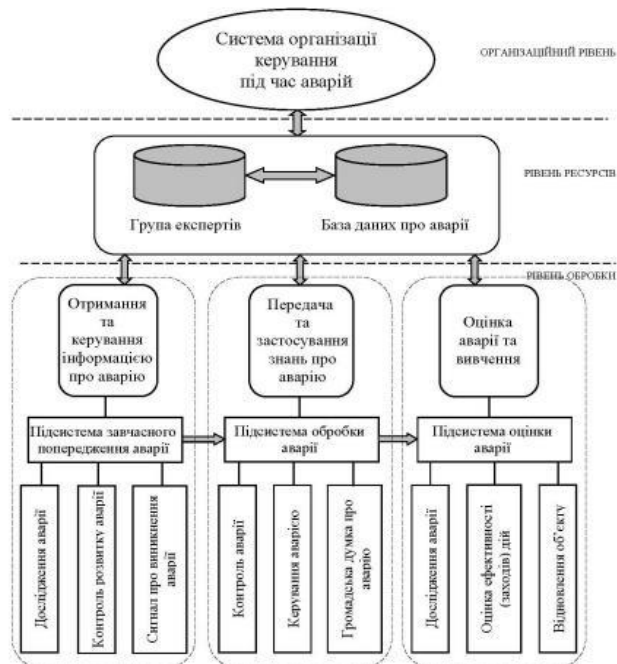 Система організації
керування
під час аварій
ОРГАНІЗАЦІЙНИЙ РІВЕНЬ
Група експертів
База даних про аварії
РІВЕНЬ РЕСУРСІВ
РІВЕНЬ ОБРОБКИ
Отримання
та
керування
інформацією
про аварію
Передача
та
застосування
знань про
аварію
Оцінка
аварії та
вивчення
Підсистема завчасного
попередження аварії
Підсистема обробки
аварії
Підсистема оцінки
аварії
Дослідження аварії
Контроль розвитку аварії
Сигнал про виникнення
аварії
Контроль аварії
Керування аварією
Громадська думка про
аварію
Дослідження аварії
Оцінка ефективності
(заходів) дій
Відновлення об'єкту